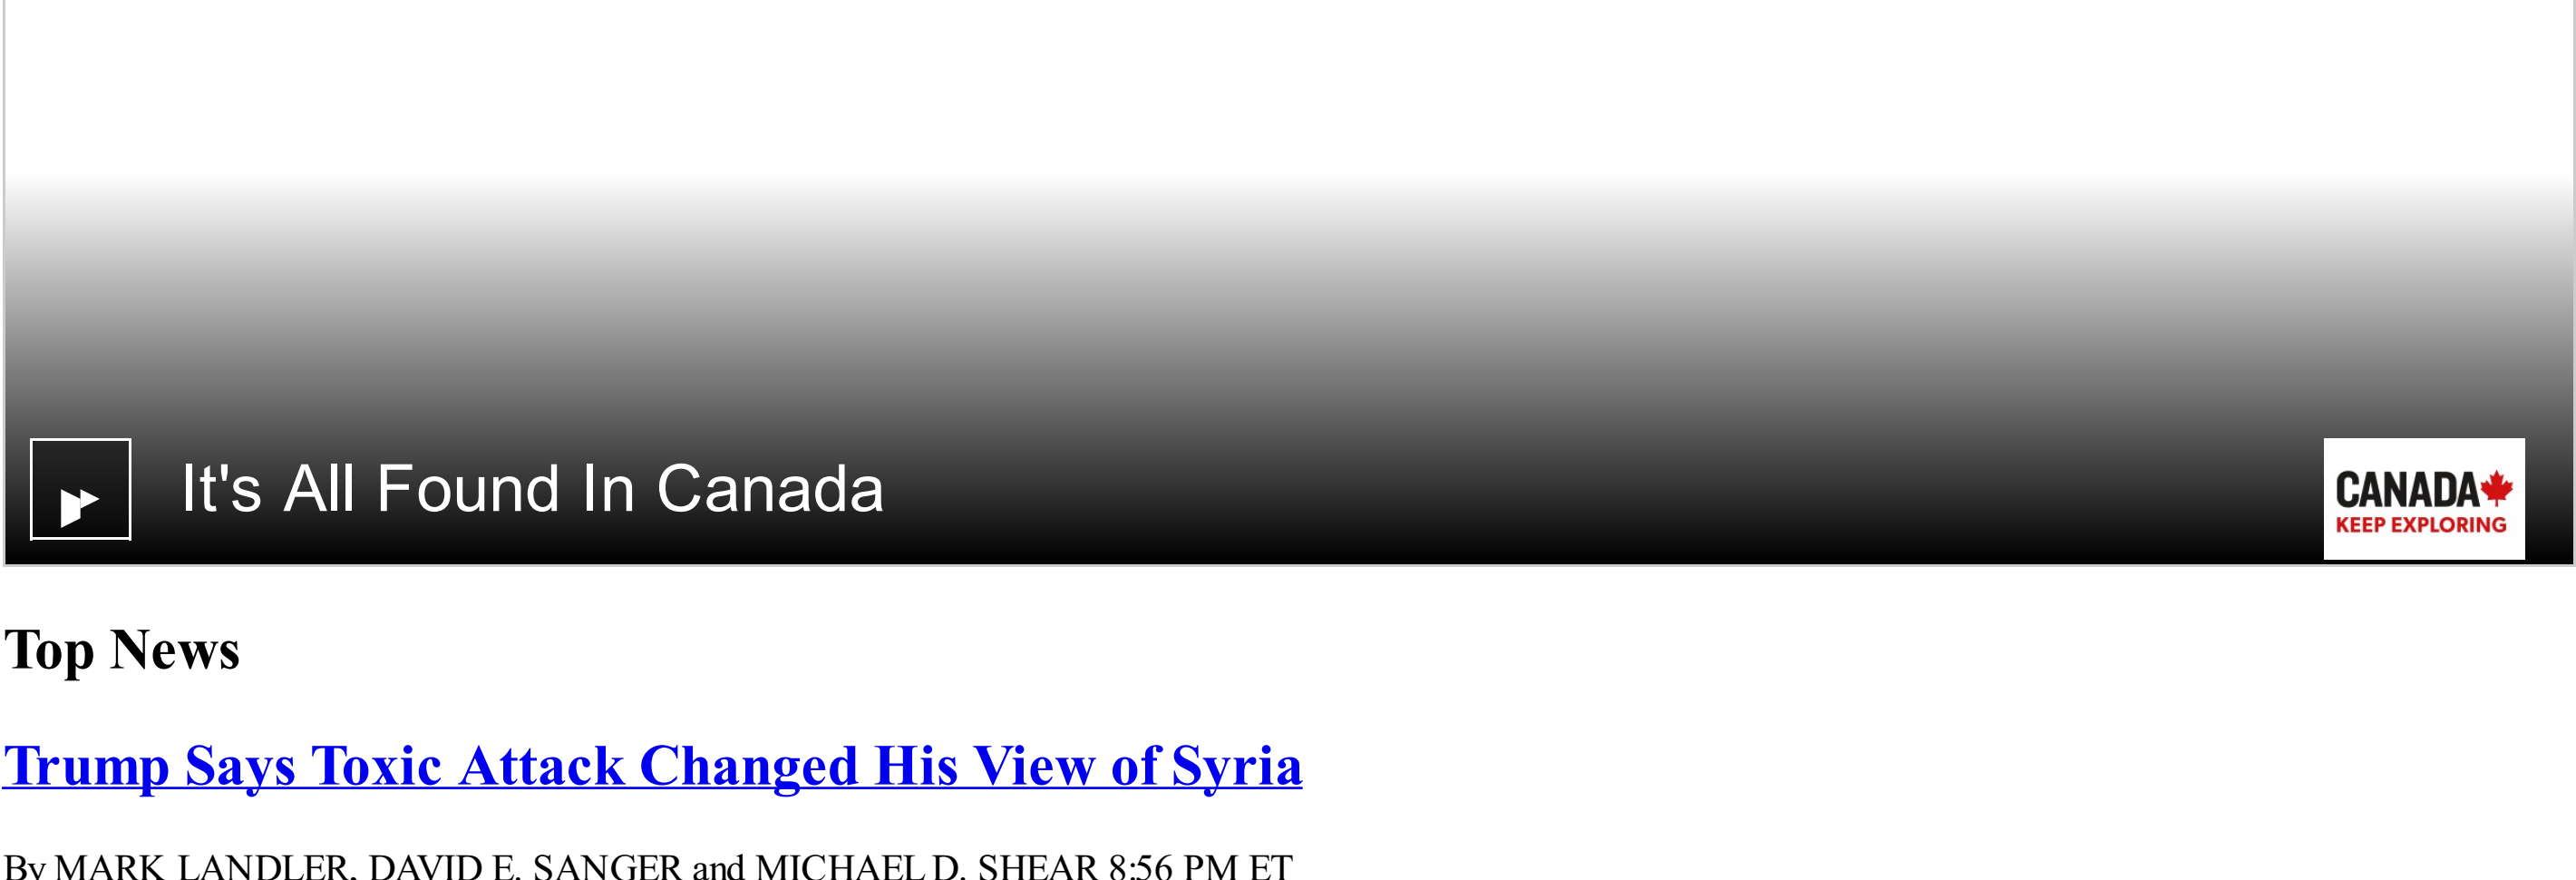 It's All Found In Canada
CANADA
KEEP EXPLORING
Top News
Trump Says Toxic Attack Changed His View of Syria
By MARK LANDLER, DAVID E. SANGER and MICHAEL D. SHEAR 8:56 PM ET